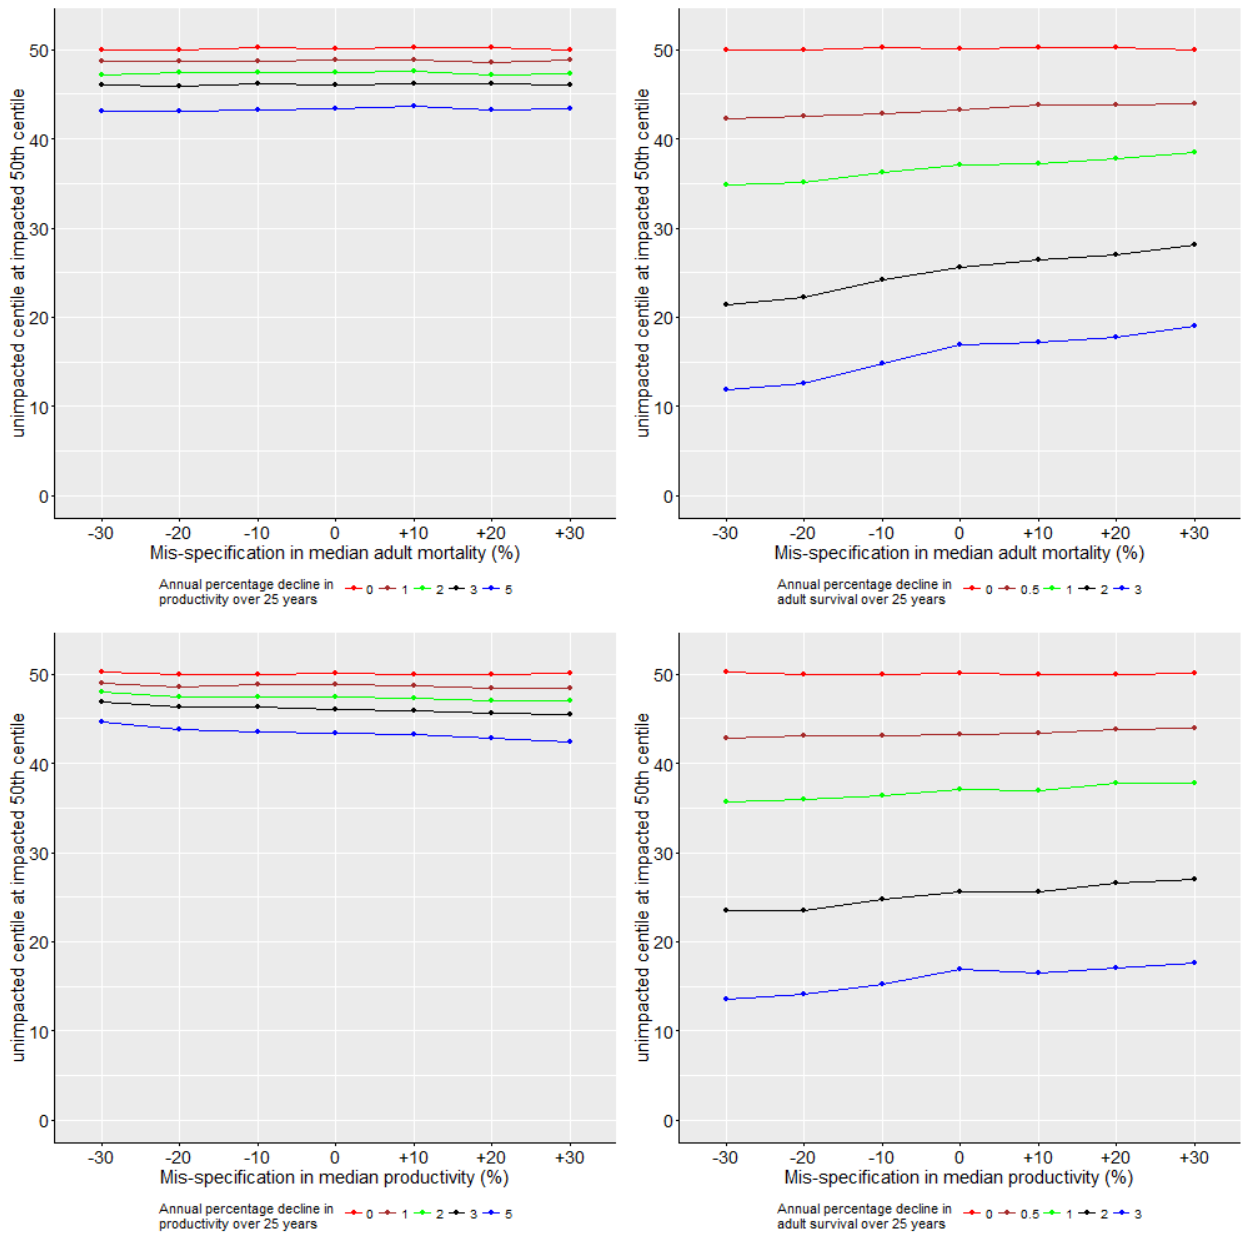 unimpacted centile at impacted 50th centile
50
40
30
20
10
0
-30 -20 -10 0 +10 +20 +30
Mis-specification in median adult mortality (%)
Annual percentage decline in
productivity over 25 years
0 1 2 3 5
unimpacted centile at impacted 50th centile
50
40
30
20
10
0
-30 -20 -10 0 +10 +20 +30
Mis-specification in median adult mortality (%)
Annual percentage decline in
adult survival over 25 years
0 0.5 1 2 3
unimpacted centile at impacted 50th centile
50
40
30
20
10
0
-30 -20 -10 0 +10 +20 +30
Mis-specification in median productivity (%)
Annual percentage decline in
productivity over 25 years
0 1 2 3 5
unimpacted centile at impacted 50th centile
50
40
30
20
10
0
-30 -20 -10 0 +10 +20 +30
Mis-specification in median productivity (%)
Annual percentage decline in
adult survival over 25 years
0 0.5 1 2 3